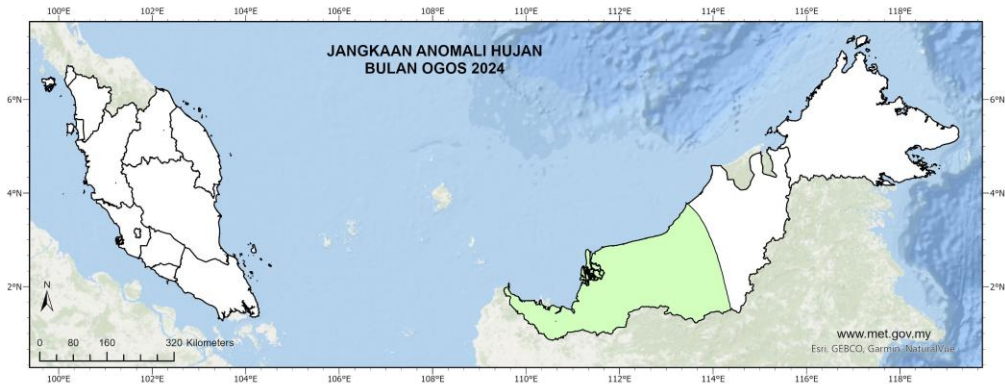 100°E 102°E 104°E 106°E 108°E 110°E 112°E 114°E 116°E 118°E
JANGKAAN ANOMALI HUJAN
BULAN OGOS 2024
6°N 6°N
4°N 4°N
2°N 2°N
N
0 80 160 320 Kilometers
www.met.gov.my
Esri, GEBCO, Garmin, NaturalVue
100°E 102°E 104°E 106°E 108°E 110°E 112°E 114°E 116°E 118°E